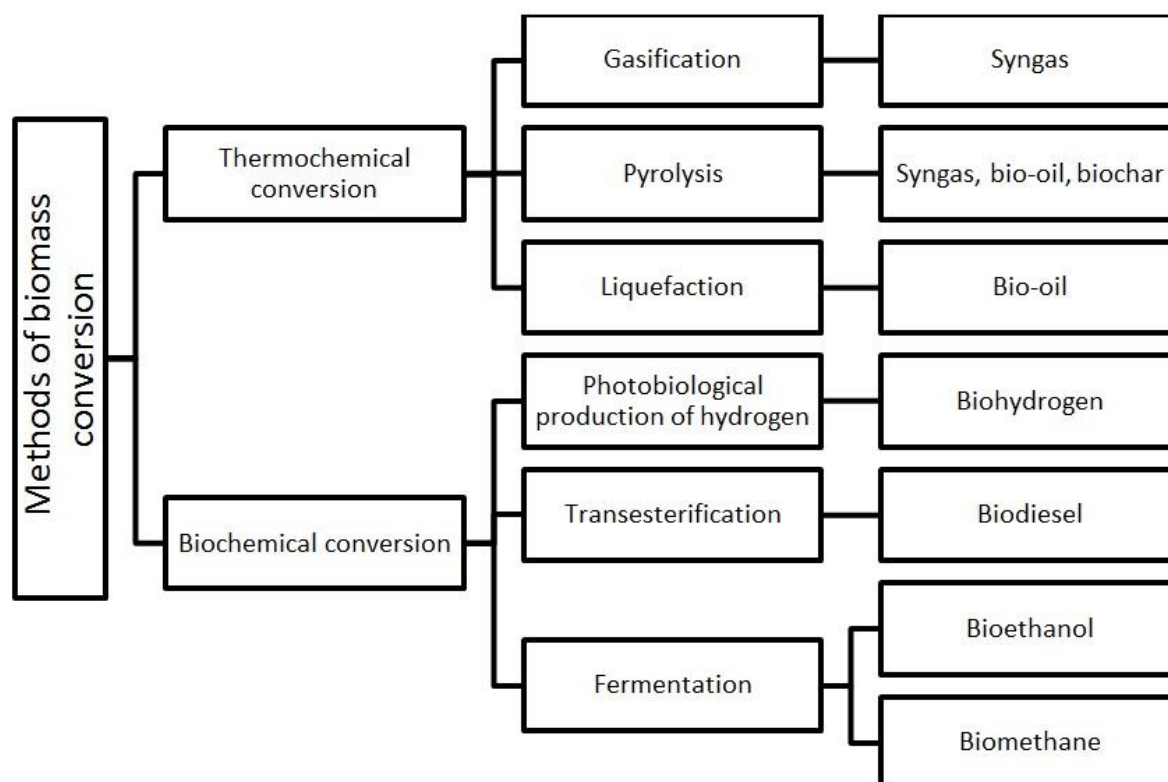 Methods of biomass
conversion
Thermochemical
conversion
Biochemical conversion
Gasification
Syngas
Pyrolysis
Syngas, bio-oil, biochar
Liquefaction
Bio-oil
Photobiological
production of hydrogen
Biohydrogen
Transesterification
Biodiesel
Fermentation
Bioethanol
Biomethane